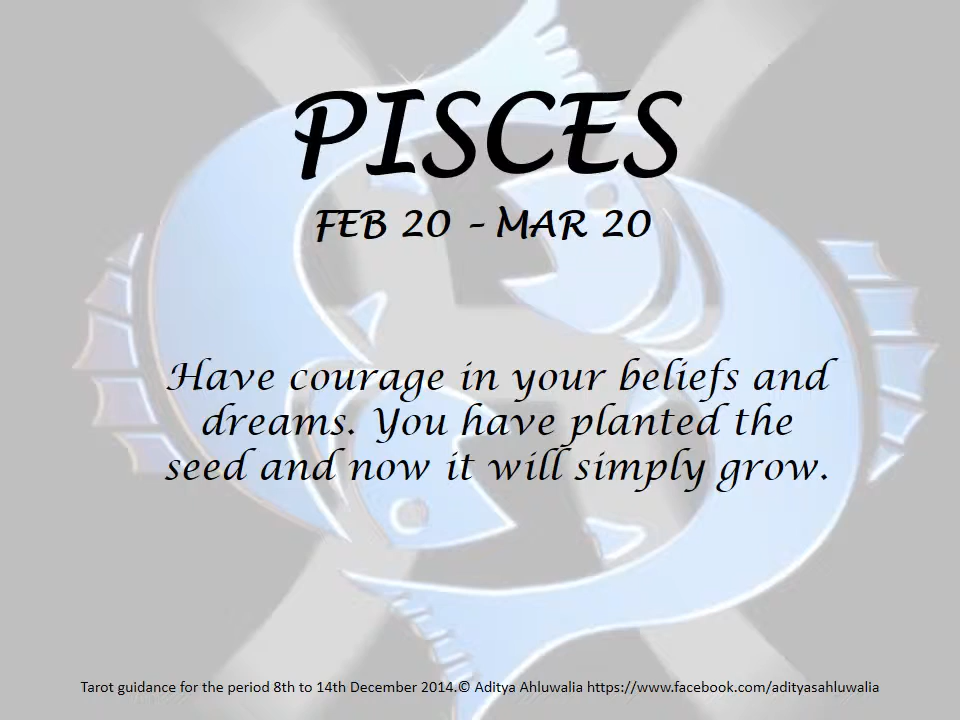 PISCES
FEB 20 – MAR 20
Have courage in your beliefs and
dreams. You have planted the
seed and now it will simply grow.
Tarot guidance for the period 8th to 14th December 2014.© Aditya Ahluwalia https://www.facebook.com/adityasahluwalia